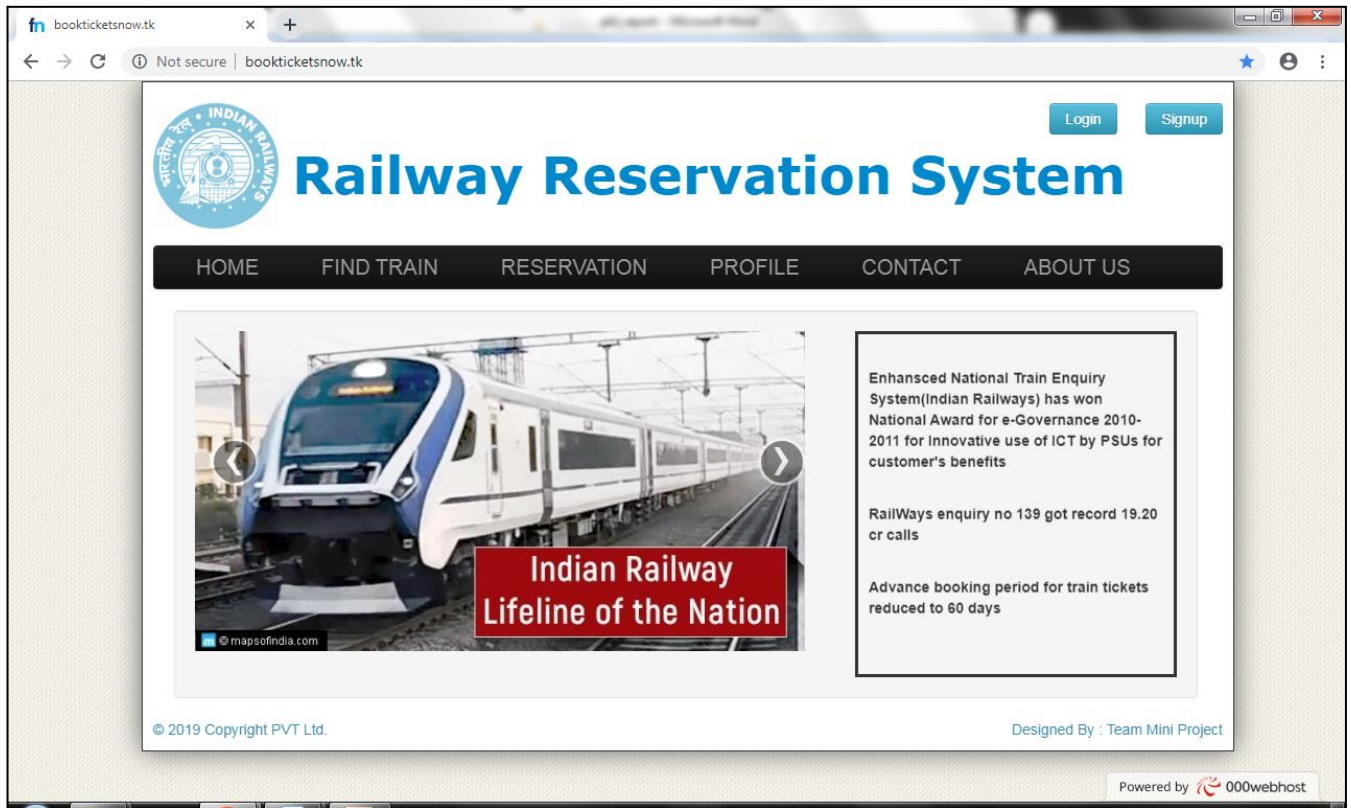 bookticketsnow.tk
Not secure | bookticketsnow.tk
भारतीय रेल • INDIAN RAILWAYS
Login
Signup
Railway Reservation System
HOME FIND TRAIN RESERVATION PROFILE CONTACT ABOUT US
Indian Railway
Lifeline of the Nation
m © mapsofindia.com
Enhansced National Train Enquiry
System(Indian Railways) has won
National Award for e-Governance 2010-
2011 for Innovative use of ICT by PSUs for
customer's benefits
RailWays enquiry no 139 got record 19.20
cr calls
Advance booking period for train tickets
reduced to 60 days
© 2019 Copyright PVT Ltd.
Designed By : Team Mini Project
Powered by 000webhost